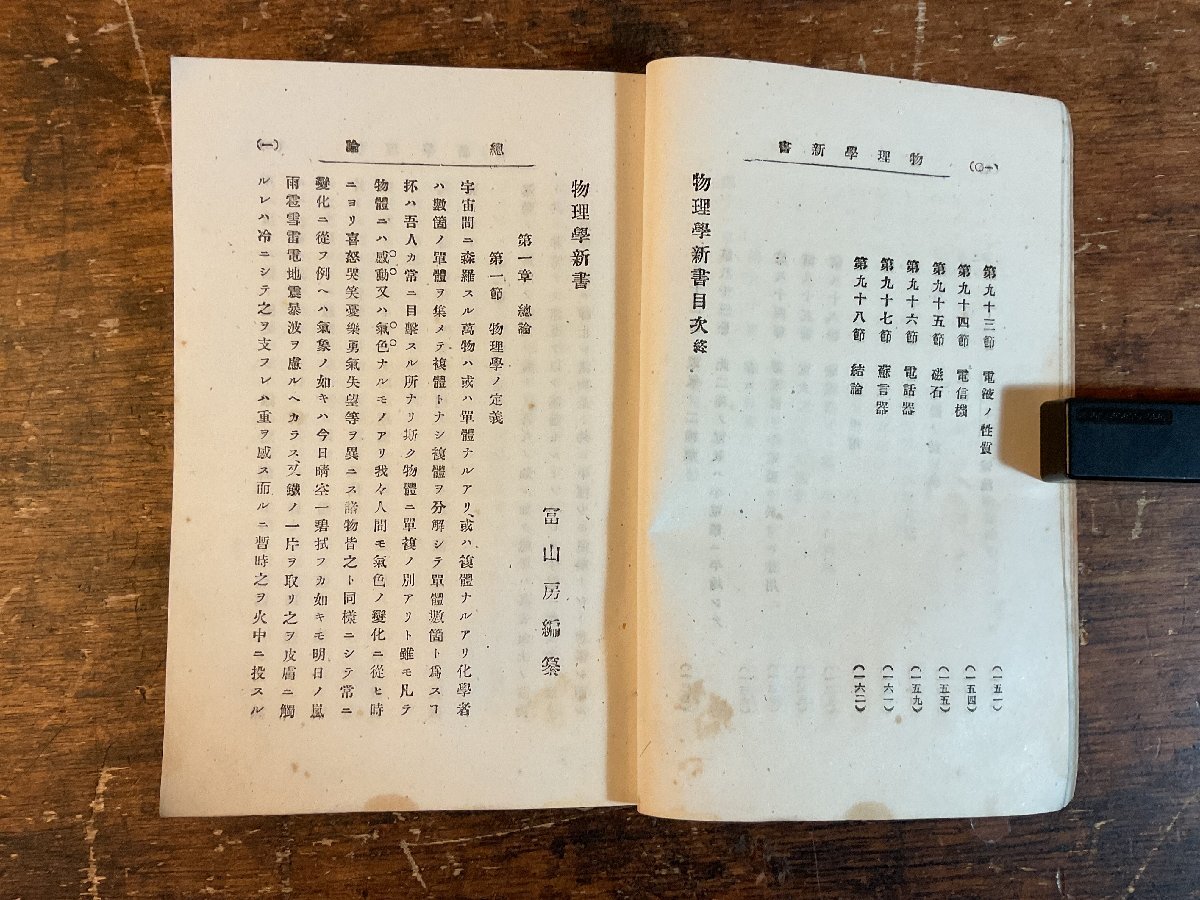 物理學新書
(一〇)
第九十三節 電液ノ性質 (一五一)
第九十四節 電信機 (一五四)
第九十五節 磁石 (一五五)
第九十六節 電話器 (一五九)
第九十七節 蘇言器 (一六一)
第九十八節 結論 (一六二)
物理學新書目次終
總論
(一)
物理學新書
冨山房編纂
第一章 總論
第一節 物理學ノ定義
宇宙間ニ森羅スル萬物ハ或ハ單體ナルアリ、或ハ複體ナルアリ化學者
ハ數箇ノ單體ヲ集メテ複體トナシ複體ヲ分解シラ單體數箇ト爲スヿ
抔ハ吾人カ常ニ目擊スル所ナリ斯ク物體ニ單複ノ別アリト雖モ凡テ
物體ニハ感動又ハ氣色ナルモノアリ我々人間モ氣色ノ變化ニ從ヒ時
ニヨリ喜怒哭笑憂樂勇氣失望等ヲ異ニス諸物皆之ト同樣ニシテ常ニ
變化ニ從フ例ヘハ氣象ノ如キハ今日晴空一碧拭フカ如キモ明日ノ嵐
雨雹雪雷電地震暴波ヲ慮ルヘカラス又鐵ノ一片ヲ取リ之ヲ皮膚ニ觸
ルレハ冷ニシテ之ヲ支フレハ重ヲ感ス而ルニ暫時之ヲ火中ニ投スル